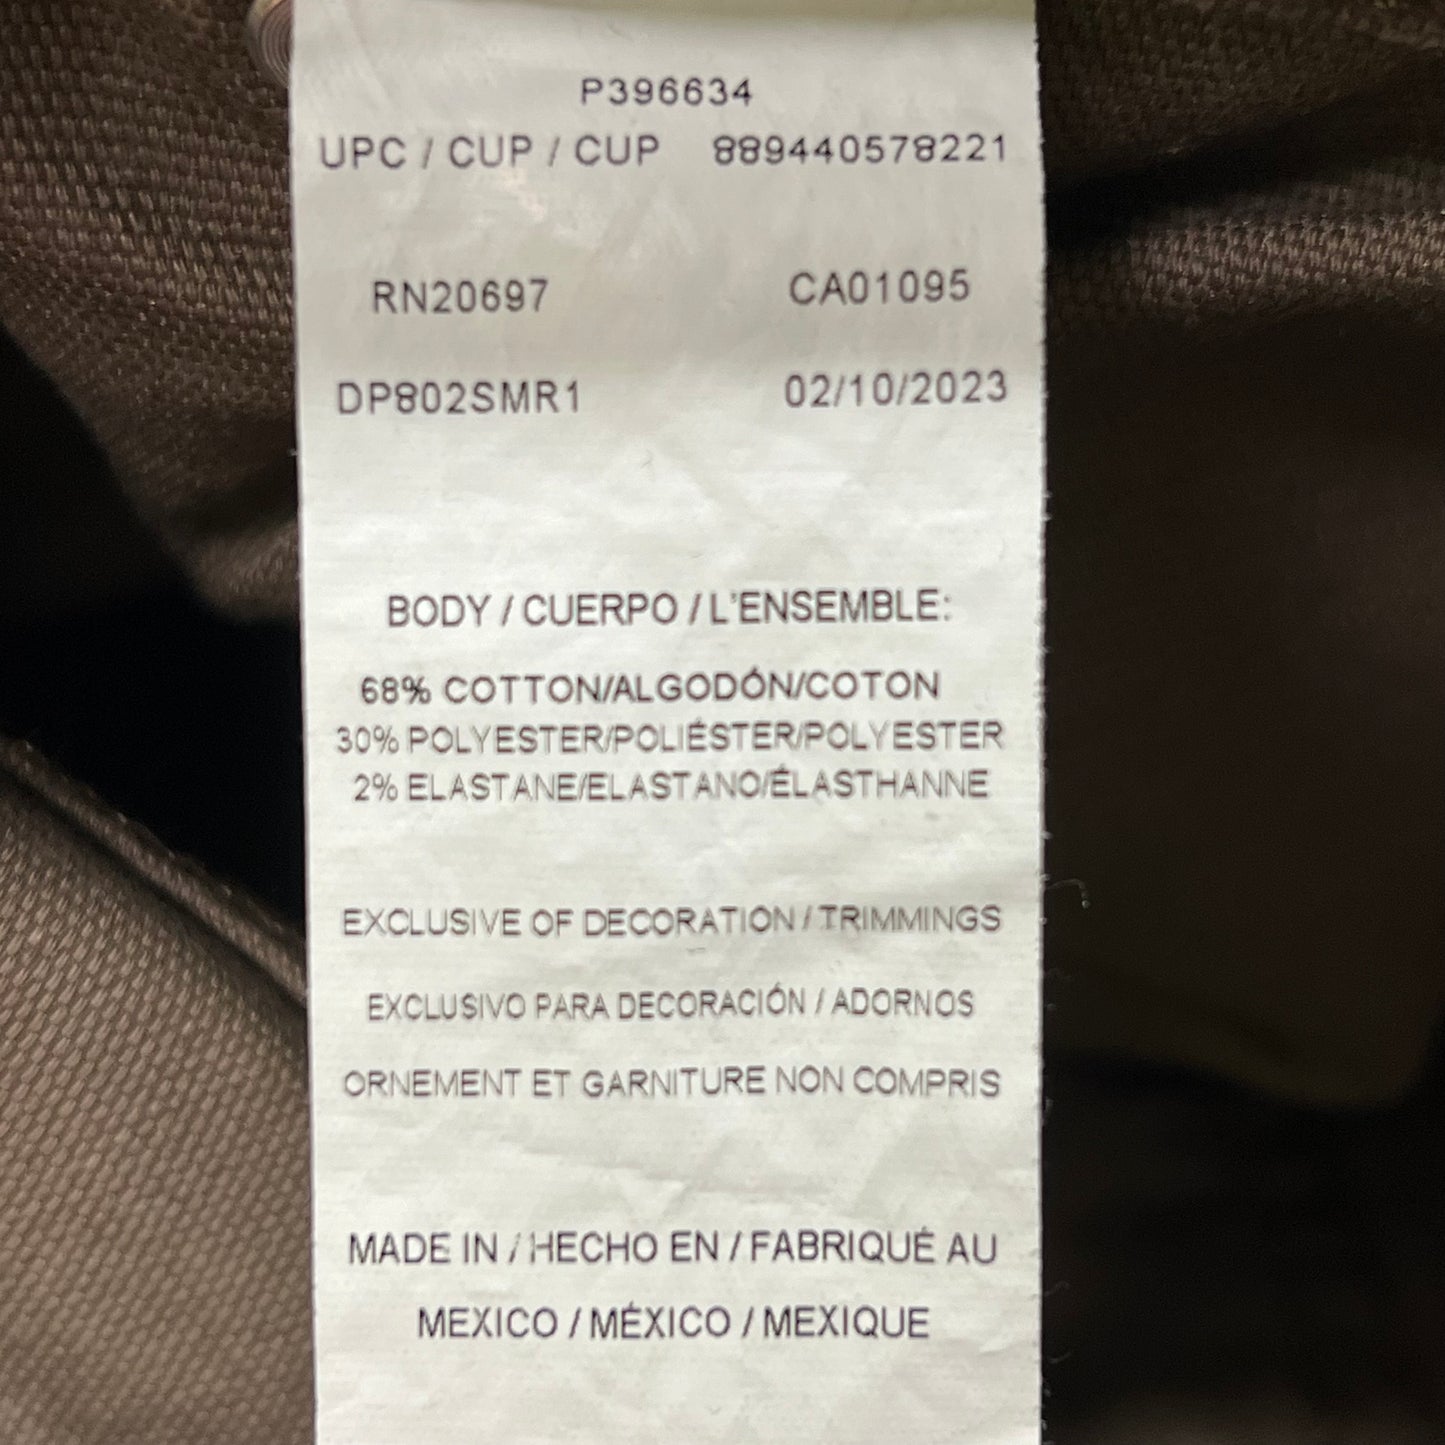 P396634
UPC / CUP / CUP 889440578221
RN20697 CA01095
DP802SMR1 02/10/2023
BODY / CUERPO / L'ENSEMBLE:
68% COTTON/ALGODÓN/COTON
30% POLYESTER/POLIÉSTER/POLYESTER
2% ELASTANE/ELASTANO/ÉLASTHANNE
EXCLUSIVE OF DECORATION / TRIMMINGS
EXCLUSIVO PARA DECORACIÓN / ADORNOS
ORNEMENT ET GARNITURE NON COMPRIS
MADE IN / HECHO EN / FABRIQUÉ AU
MEXICO / MÉXICO / MEXIQUE